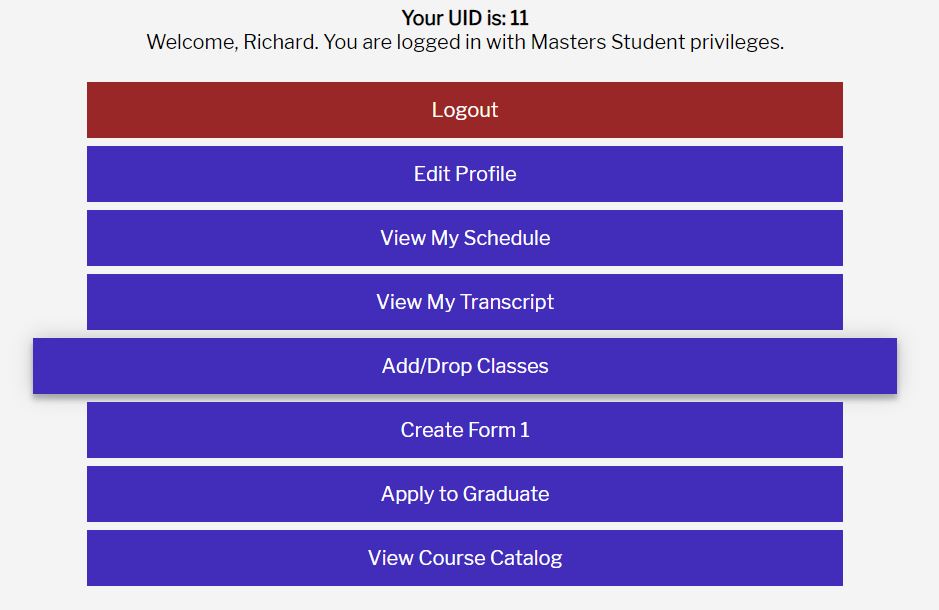 Your UID is: 11
Welcome, Richard. You are logged in with Masters Student privileges.
Logout
Edit Profile
View My Schedule
View My Transcript
Add/Drop Classes
Create Form 1
Apply to Graduate
View Course Catalog